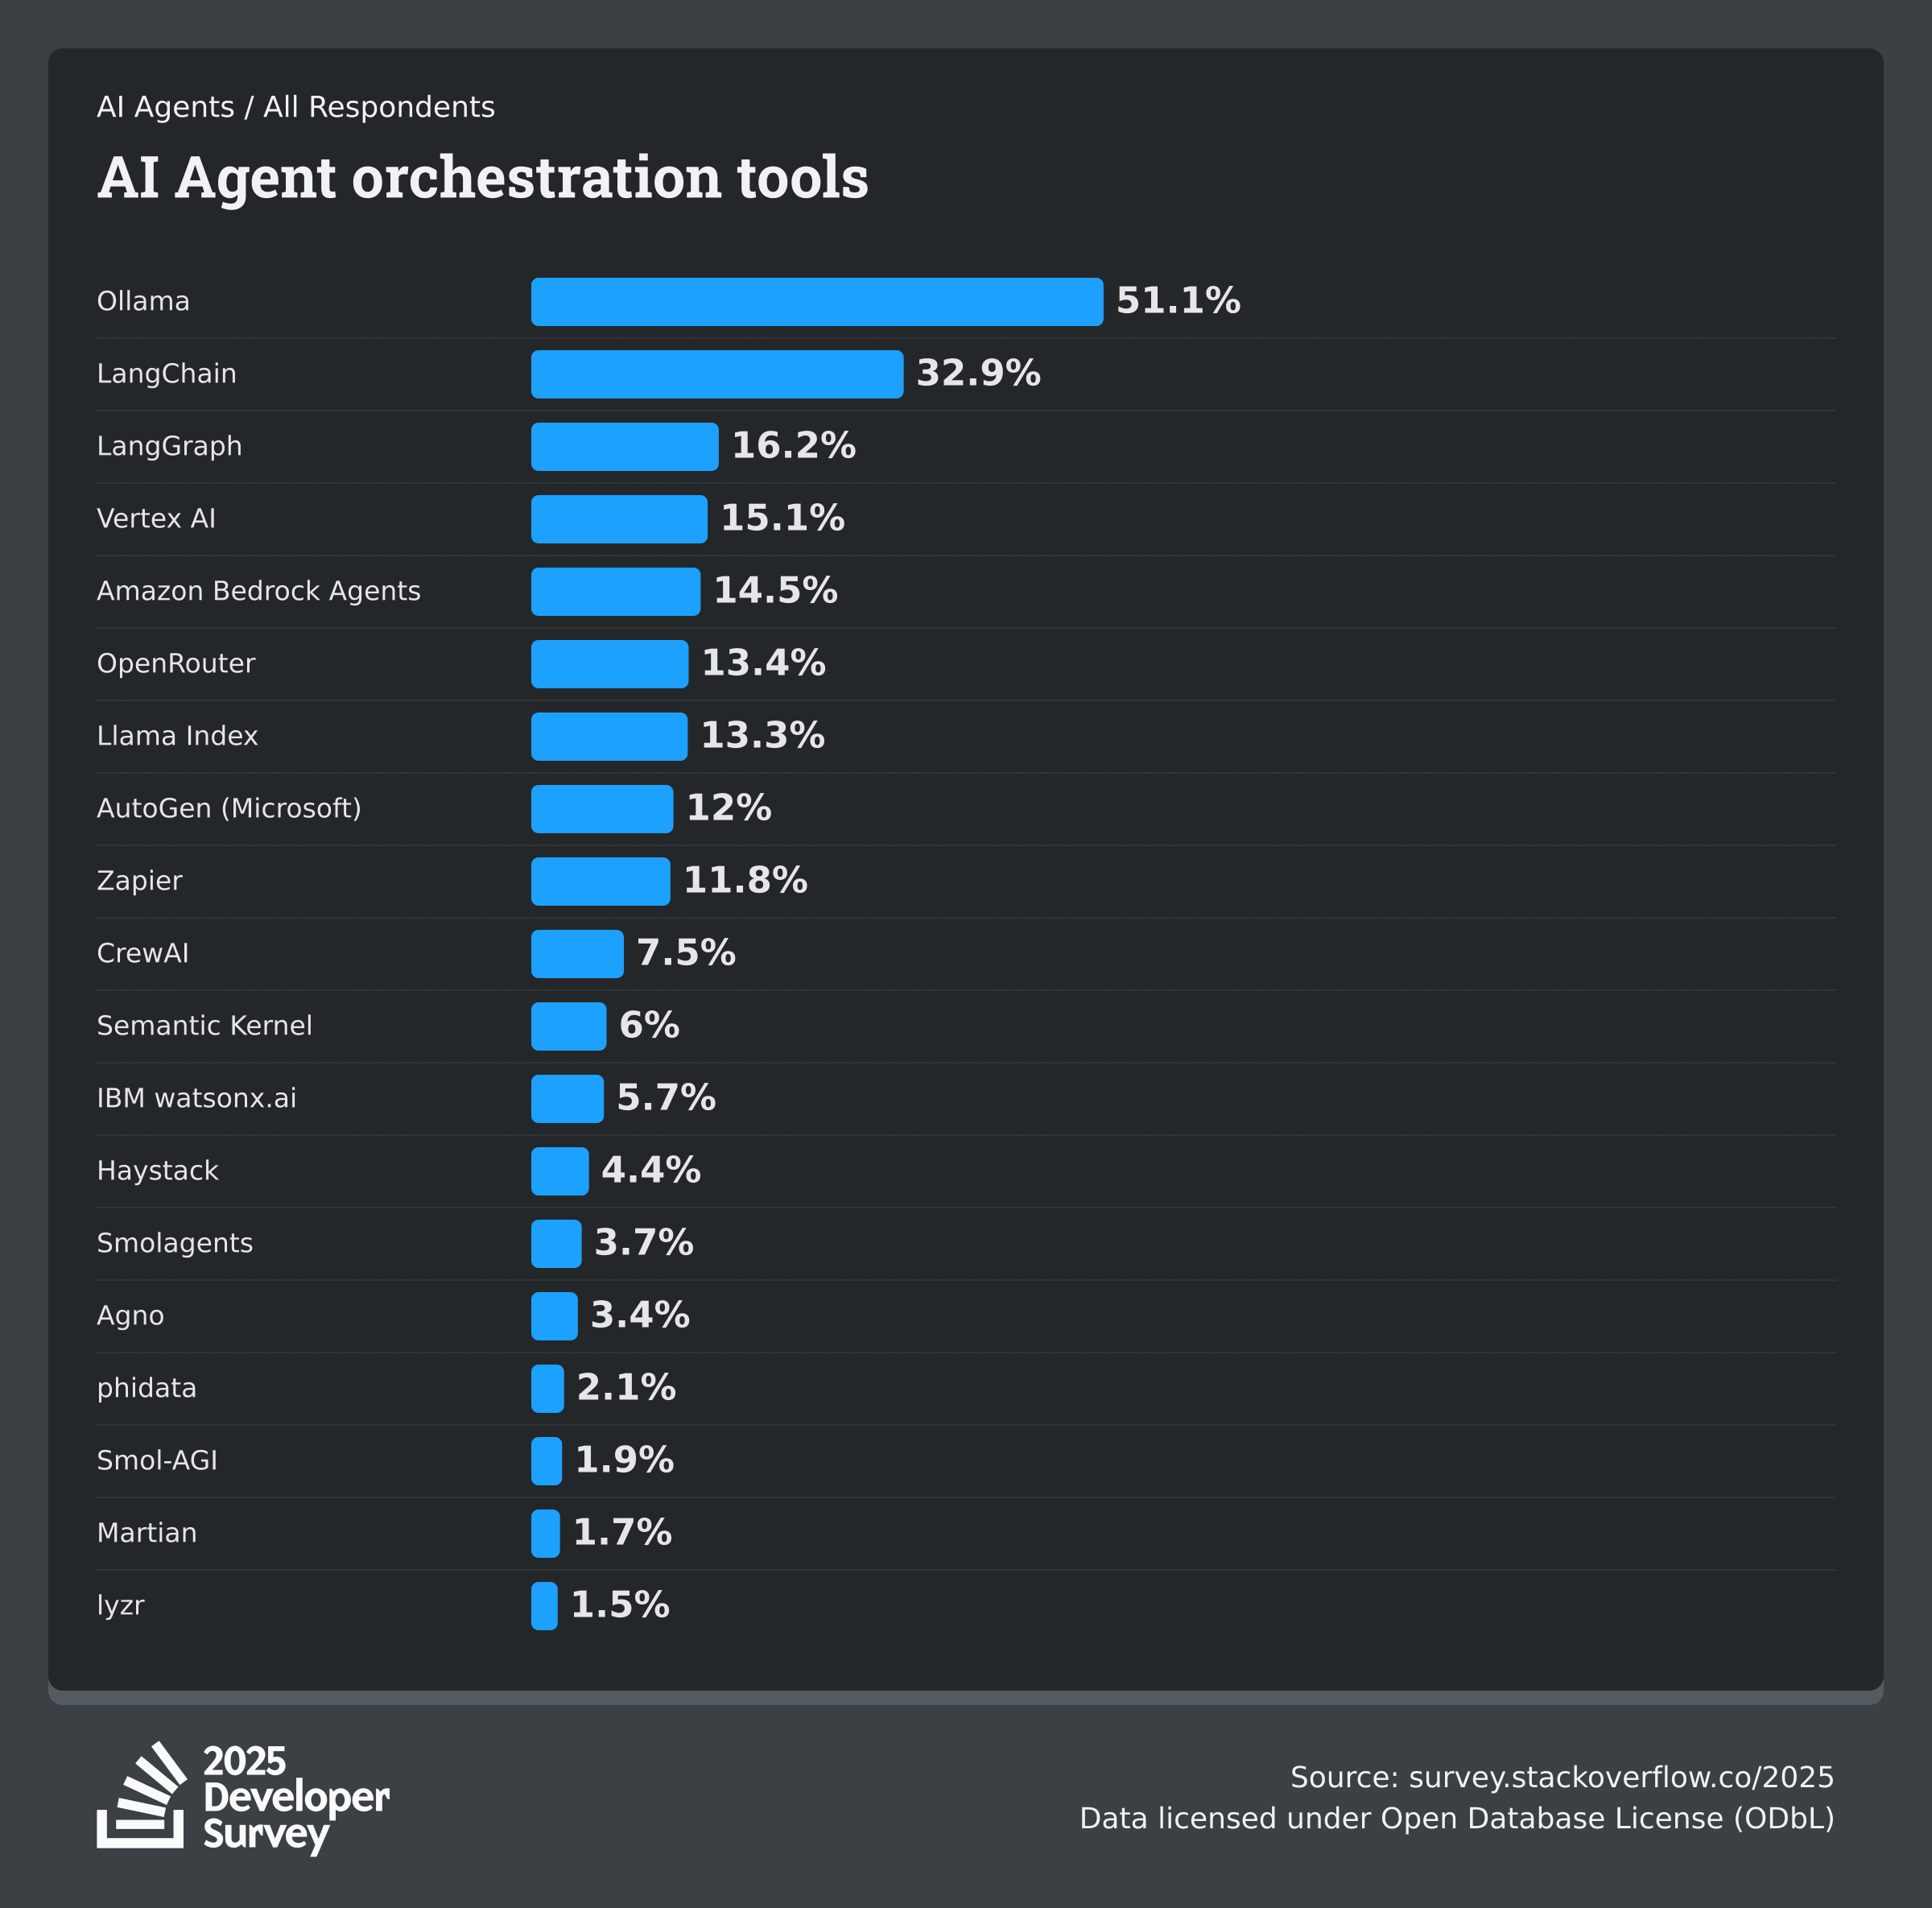 AI Agents / All Respondents
AI Agent orchestration tools
Ollama 51.1%
LangChain 32.9%
LangGraph 16.2%
Vertex AI 15.1%
Amazon Bedrock Agents 14.5%
OpenRouter 13.4%
Llama Index 13.3%
AutoGen (Microsoft) 12%
Zapier 11.8%
CrewAI 7.5%
Semantic Kernel 6%
IBM watsonx.ai 5.7%
Haystack 4.4%
Smolagents 3.7%
Agno 3.4%
phidata 2.1%
Smol-AGI 1.9%
Martian 1.7%
lyzr 1.5%
2025
Developer
Survey
Source: survey.stackoverflow.co/2025
Data licensed under Open Database License (ODbL)